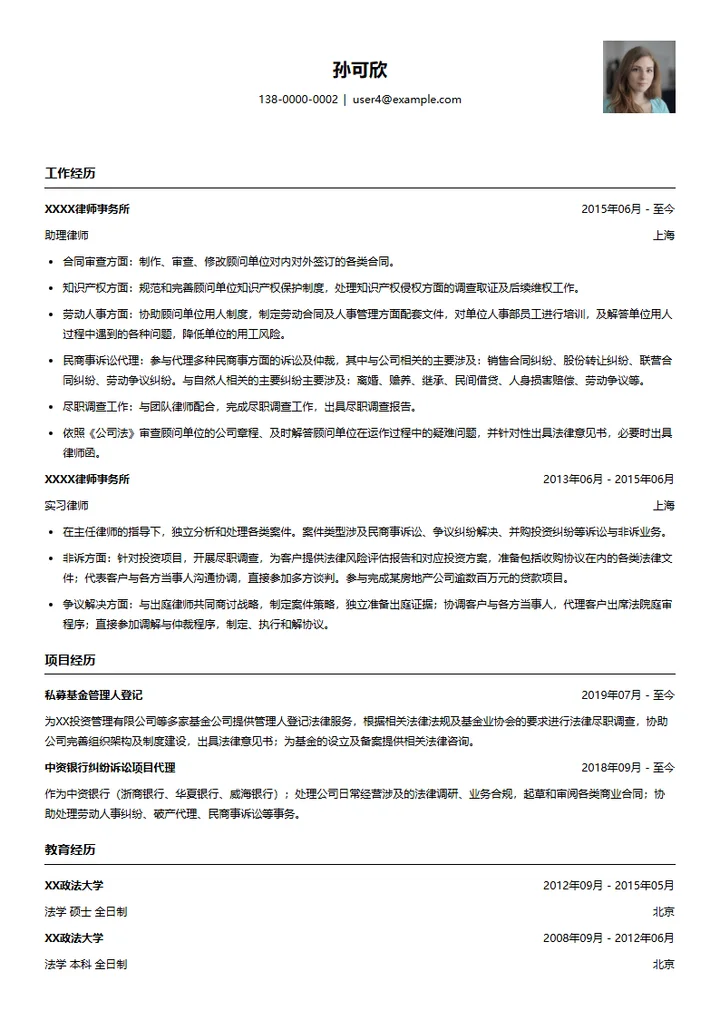 孙可欣
138-0000-0002 | user4@example.com
工作经历
XXXX律师事务所 2015年06月 - 至今
助理律师 上海
• 合同审查方面：制作、审查、修改顾问单位对内对外签订的各类合同。
• 知识产权方面：规范和完善顾问单位知识产权保护制度，处理知识产权侵权方面的调查取证及后续维权工作。
• 劳动人事方面：协助顾问单位用人制度，制定劳动合同及人事管理方面配套文件，对单位人事部员工进行培训，及解答单位用人
过程中遇到的各种问题，降低单位的用工风险。
• 民商事诉讼代理：参与代理多种民商事方面的诉讼及仲裁，其中与公司相关的主要涉及：销售合同纠纷、股份转让纠纷、联营合
同纠纷、劳动争议纠纷。与自然人相关的主要纠纷主要涉及：离婚、赡养、继承、民间借贷、人身损害赔偿、劳动争议等。
• 尽职调查工作：与团队律师配合，完成尽职调查工作，出具尽职调查报告。
• 依照《公司法》审查顾问单位的公司章程、及时解答顾问单位在运作过程中的疑难问题，并针对性出具法律意见书，必要时出具
律师函。
XXXX律师事务所 2013年06月 - 2015年06月
实习律师 上海
• 在主任律师的指导下，独立分析和处理各类案件。案件类型涉及民商事诉讼、争议纠纷解决、并购投资纠纷等诉讼与非诉业务。
• 非诉方面：针对投资项目，开展尽职调查，为客户提供法律风险评估报告和对应投资方案，准备包括收购协议在内的各类法律文
件；代表客户与各方当事人沟通协调，直接参加多方谈判。参与完成某房地产公司逾数百万元的贷款项目。
• 争议解决方面：与出庭律师共同商讨战略，制定案件策略，独立准备出庭证据；协调客户与各方当事人，代理客户出席法院庭审
程序；直接参加调解与仲裁程序，制定、执行和解协议。
项目经历
私募基金管理人登记 2019年07月 - 至今
为XX投资管理有限公司等多家基金公司提供管理人登记法律服务，根据相关法律法规及基金业协会的要求进行法律尽职调查，协助
公司完善组织架构及制度建设，出具法律意见书；为基金的设立及备案提供相关法律咨询。
中资银行纠纷诉讼项目代理 2018年09月 - 至今
作为中资银行（浙商银行、华夏银行、威海银行）；处理公司日常经营涉及的法律调研、业务合规，起草和审阅各类商业合同；协
助处理劳动人事纠纷、破产代理、民商事诉讼等事务。
教育经历
XX政法大学 2012年09月 - 2015年05月
法学 硕士 全日制 北京
XX政法大学 2008年09月 - 2012年06月
法学 本科 全日制 北京